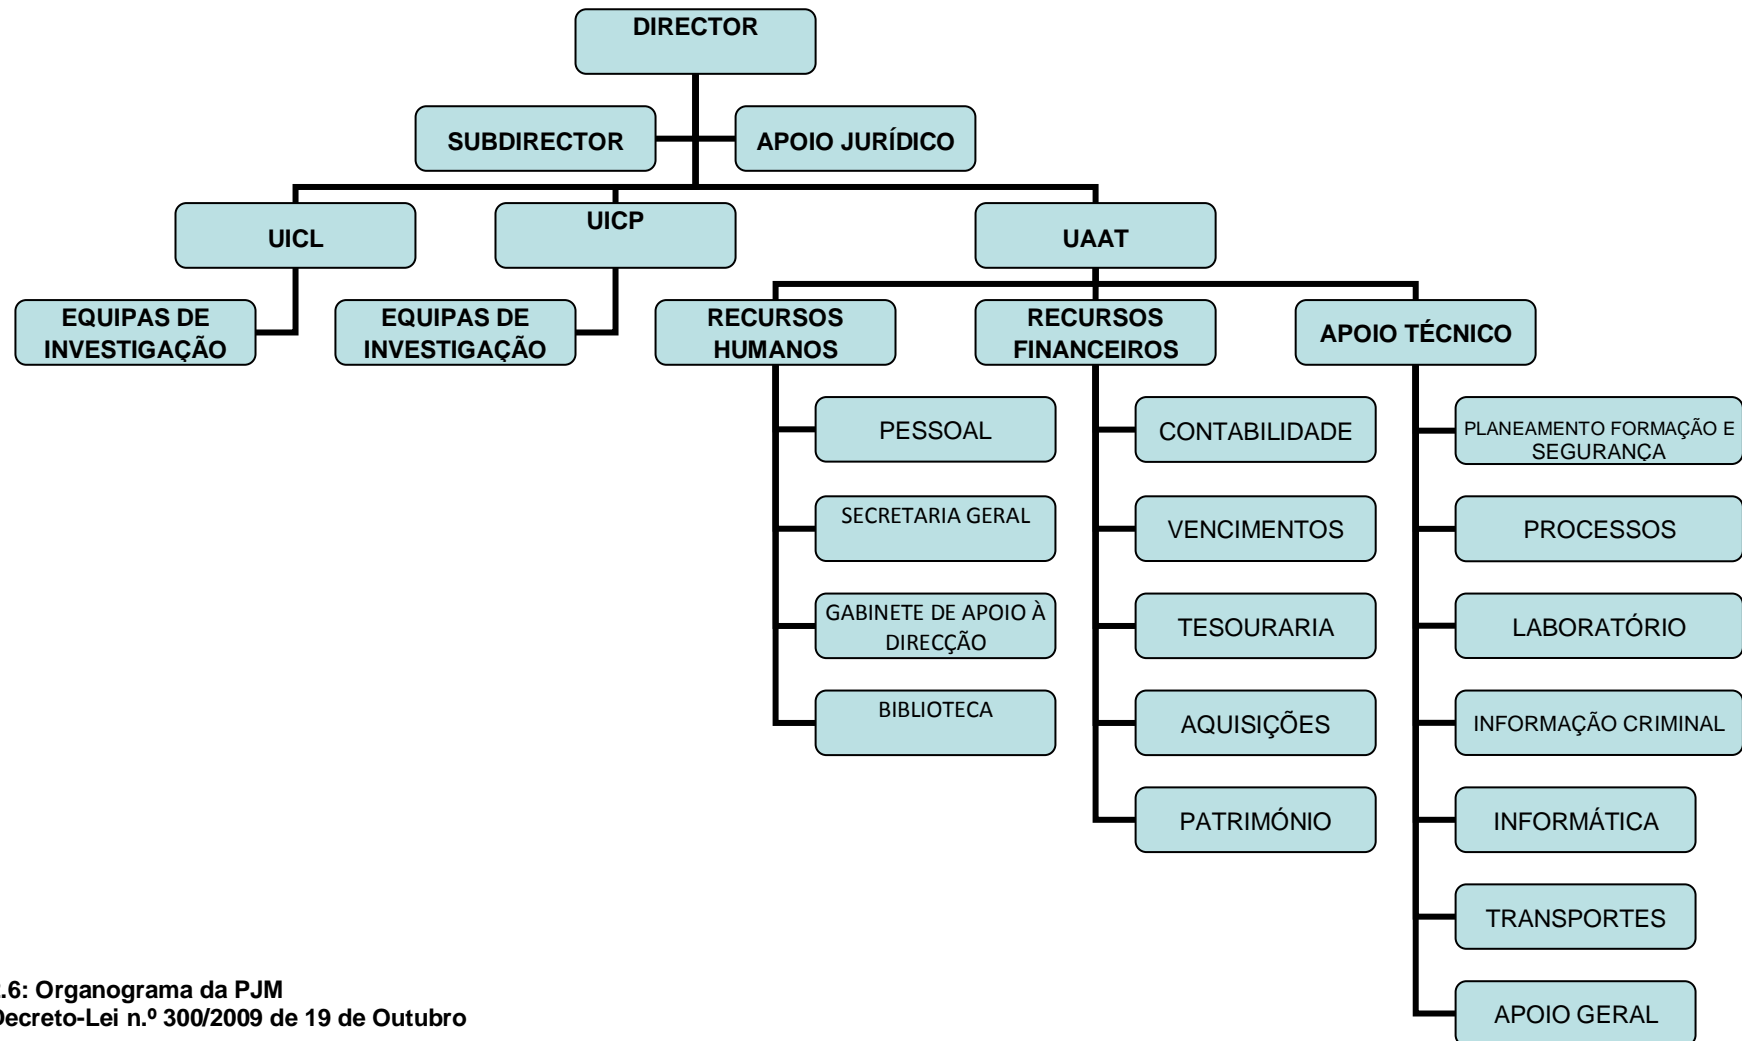 DIRECTOR
SUBDIRECTOR
APOIO JURÍDICO
UICL
UICP
UAAT
EQUIPAS DE
INVESTIGAÇÃO
EQUIPAS DE
INVESTIGAÇÃO
RECURSOS
HUMANOS
RECURSOS
FINANCEIROS
APOIO TÉCNICO
PESSOAL
CONTABILIDADE
PLANEAMENTO FORMAÇÃO E
SEGURANÇA
SECRETARIA GERAL
VENCIMENTOS
PROCESSOS
GABINETE DE APOIO À
DIRECÇÃO
TESOURARIA
LABORATÓRIO
BIBLIOTECA
AQUISIÇÕES
INFORMAÇÃO CRIMINAL
PATRIMÓNIO
INFORMÁTICA
TRANSPORTES
APOIO GERAL
.6: Organograma da PJM
Decreto-Lei n.º 300/2009 de 19 de Outubro